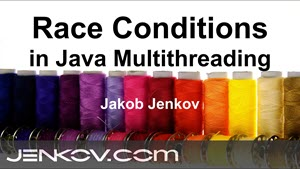 Race Conditions
in Java Multithreading
Jakob Jenkov
JENKOV.COM